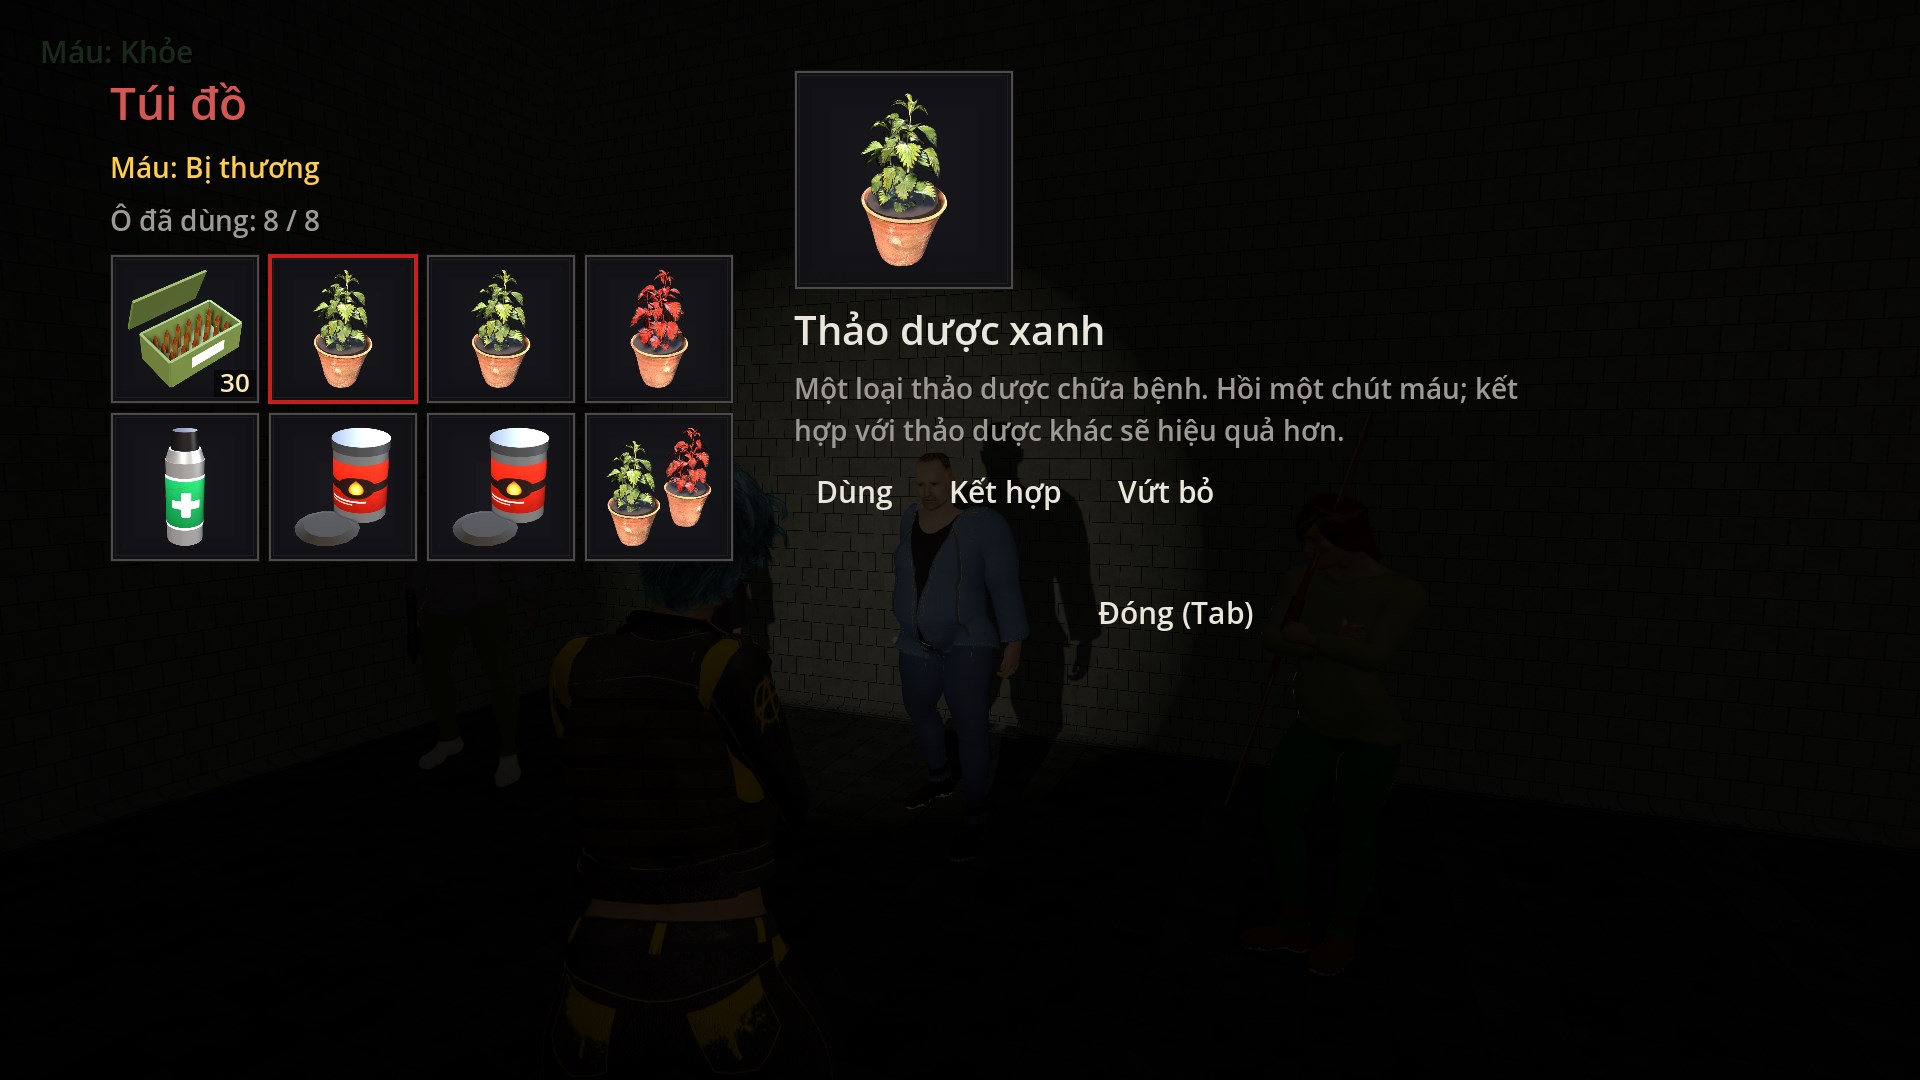 Máu: Khỏe
Túi đồ
Máu: Bị thương
Ô đã dùng: 8 / 8
30
Thảo dược xanh
Một loại thảo dược chữa bệnh. Hồi một chút máu; kết
hợp với thảo dược khác sẽ hiệu quả hơn.
Dùng Kết hợp Vứt bỏ
Đóng (Tab)